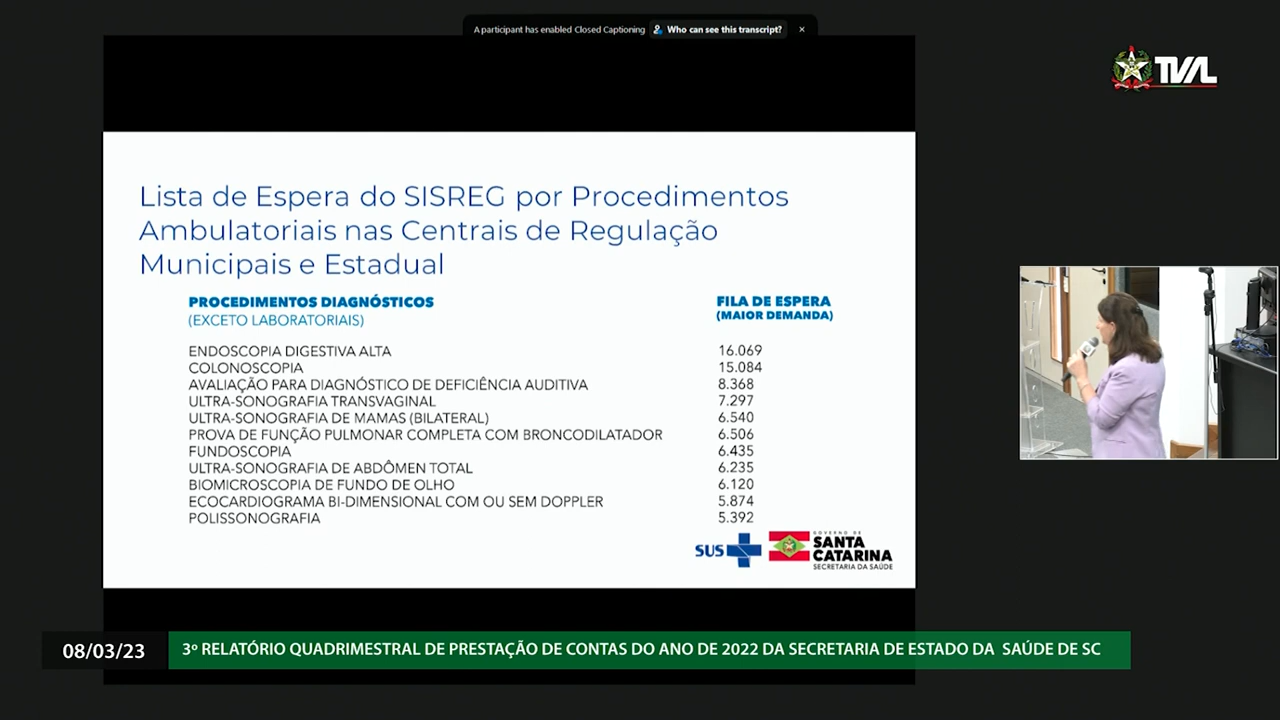 A participant has enabled Closed Captioning Who can see this transcript? ×
TVAL
Lista de Espera do SISREG por Procedimentos
Ambulatoriais nas Centrais de Regulação
Municipais e Estadual
PROCEDIMENTOS DIAGNÓSTICOS FILA DE ESPERA
(EXCETO LABORATORIAIS) (MAIOR DEMANDA)
ENDOSCOPIA DIGESTIVA ALTA 16.069
COLONOSCOPIA 15.084
AVALIAÇÃO PARA DIAGNÓSTICO DE DEFICIÊNCIA AUDITIVA 8.368
ULTRA-SONOGRAFIA TRANSVAGINAL 7.297
ULTRA-SONOGRAFIA DE MAMAS (BILATERAL) 6.540
PROVA DE FUNÇÃO PULMONAR COMPLETA COM BRONCODILATADOR 6.506
FUNDOSCOPIA 6.435
ULTRA-SONOGRAFIA DE ABDÔMEN TOTAL 6.235
BIOMICROSCOPIA DE FUNDO DE OLHO 6.120
ECOCARDIOGRAMA BI-DIMENSIONAL COM OU SEM DOPPLER 5.874
POLISSONOGRAFIA 5.392
SUS
GOVERNO DE
SANTA
CATARINA
SECRETARIA DA SAÚDE
08/03/23
3º RELATÓRIO QUADRIMESTRAL DE PRESTAÇÃO DE CONTAS DO ANO DE 2022 DA SECRETARIA DE ESTADO DA SAÚDE DE SC